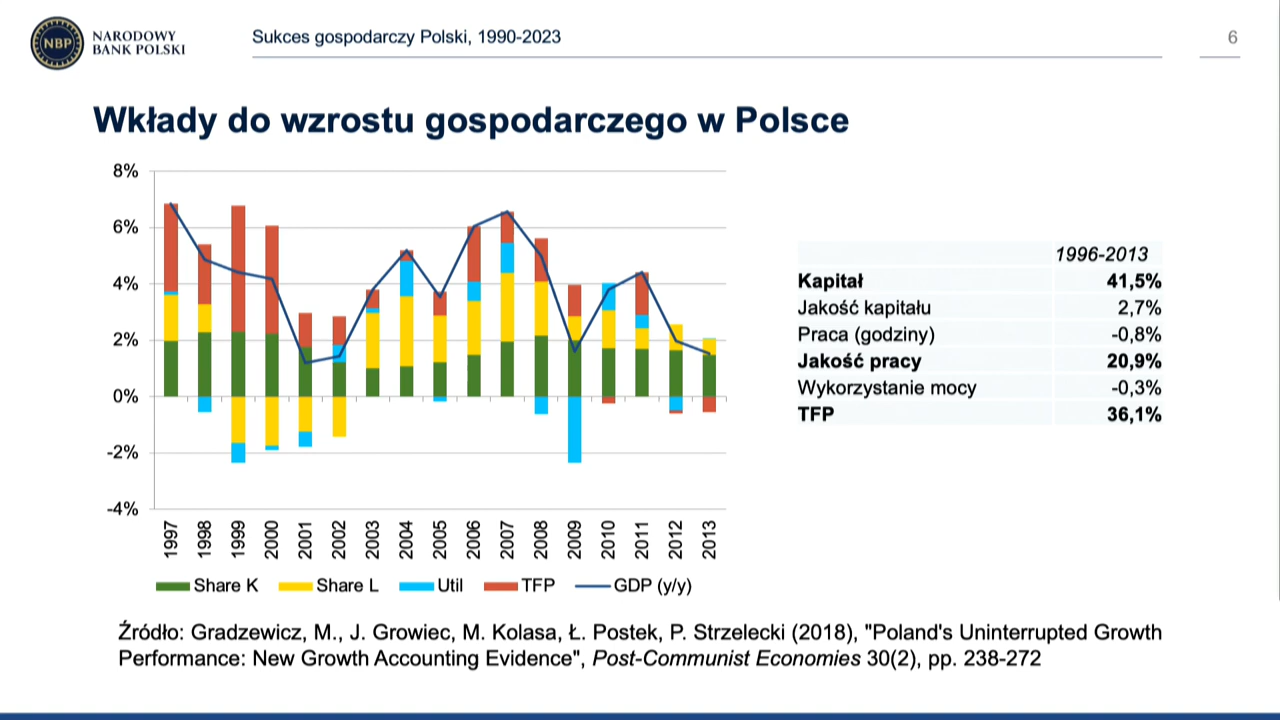 NBP
NARODOWY
BANK POLSKI
Sukces gospodarczy Polski, 1990-2023
6
Wkłady do wzrostu gospodarczego w Polsce
8%
6%
4%
2%
0%
-2%
-4%
1997 1998 1999 2000 2001 2002 2003 2004 2005 2006 2007 2008 2009 2010 2011 2012 2013
Share K Share L Util TFP GDP (y/y)
1996-2013
Kapitał 41,5%
Jakość kapitału 2,7%
Praca (godziny) -0,8%
Jakość pracy 20,9%
Wykorzystanie mocy -0,3%
TFP 36,1%
Źródło: Gradzewicz, M., J. Growiec, M. Kolasa, Ł. Postek, P. Strzelecki (2018), "Poland's Uninterrupted Growth
Performance: New Growth Accounting Evidence", Post-Communist Economies 30(2), pp. 238-272